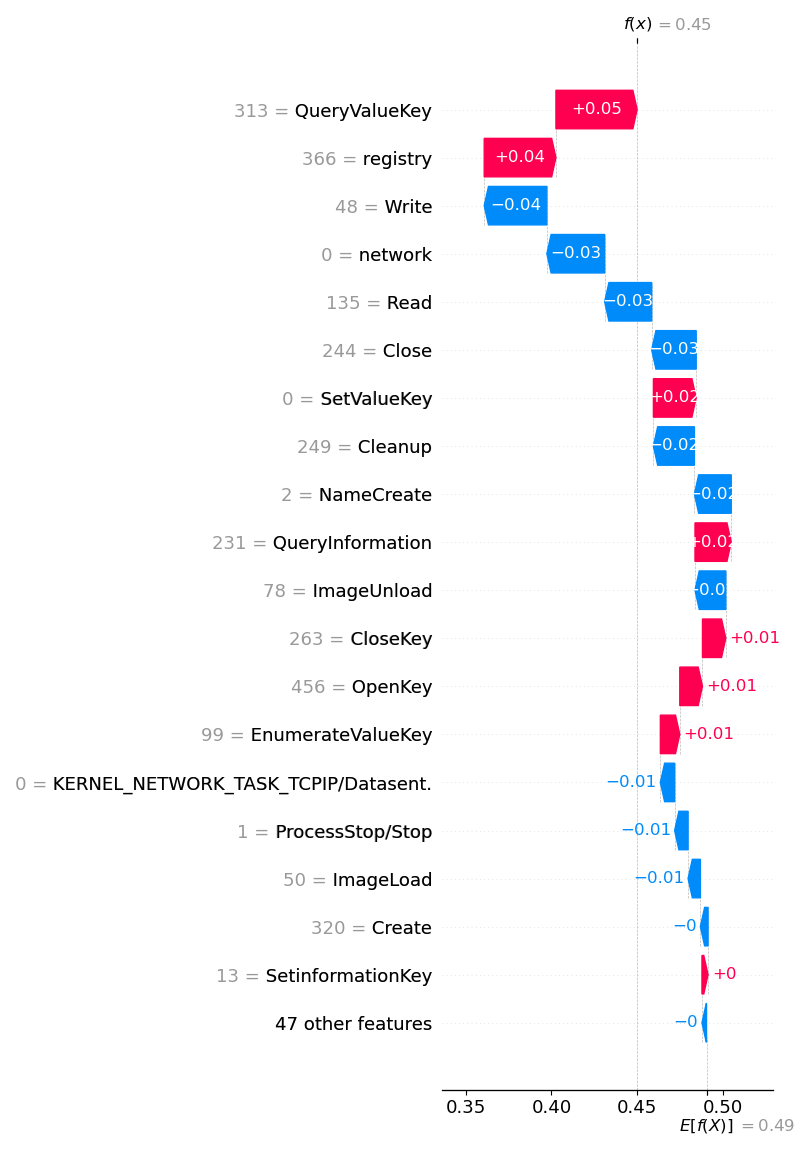 f(x) = 0.45
313 = QueryValueKey +0.05
366 = registry +0.04
48 = Write −0.04
0 = network −0.03
135 = Read −0.03
244 = Close −0.03
0 = SetValueKey +0.02
249 = Cleanup −0.02
2 = NameCreate −0.02
231 = QueryInformation +0.02
78 = ImageUnload
263 = CloseKey +0.01
456 = OpenKey +0.01
99 = EnumerateValueKey +0.01
0 = KERNEL_NETWORK_TASK_TCPIP/Datasent. −0.01
1 = ProcessStop/Stop −0.01
50 = ImageLoad −0.01
320 = Create −0
13 = SetinformationKey +0
47 other features −0
0.35 0.40 0.45 0.50
E[f(X)] = 0.49